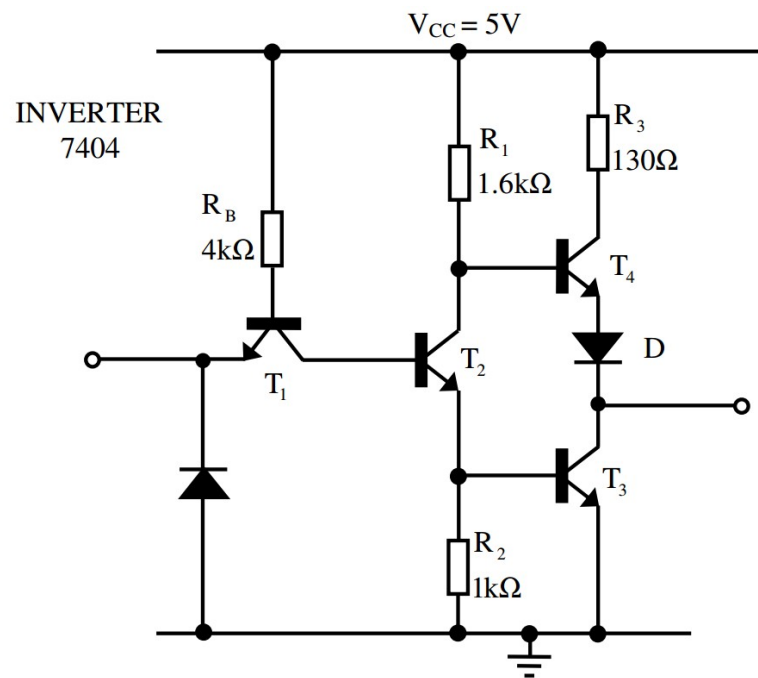 V_CC = 5V
INVERTER
7404
R_3
130Ω
R_1
1.6kΩ
R_B
4kΩ
T_4
D
T_2
T_1
T_3
R_2
1kΩ